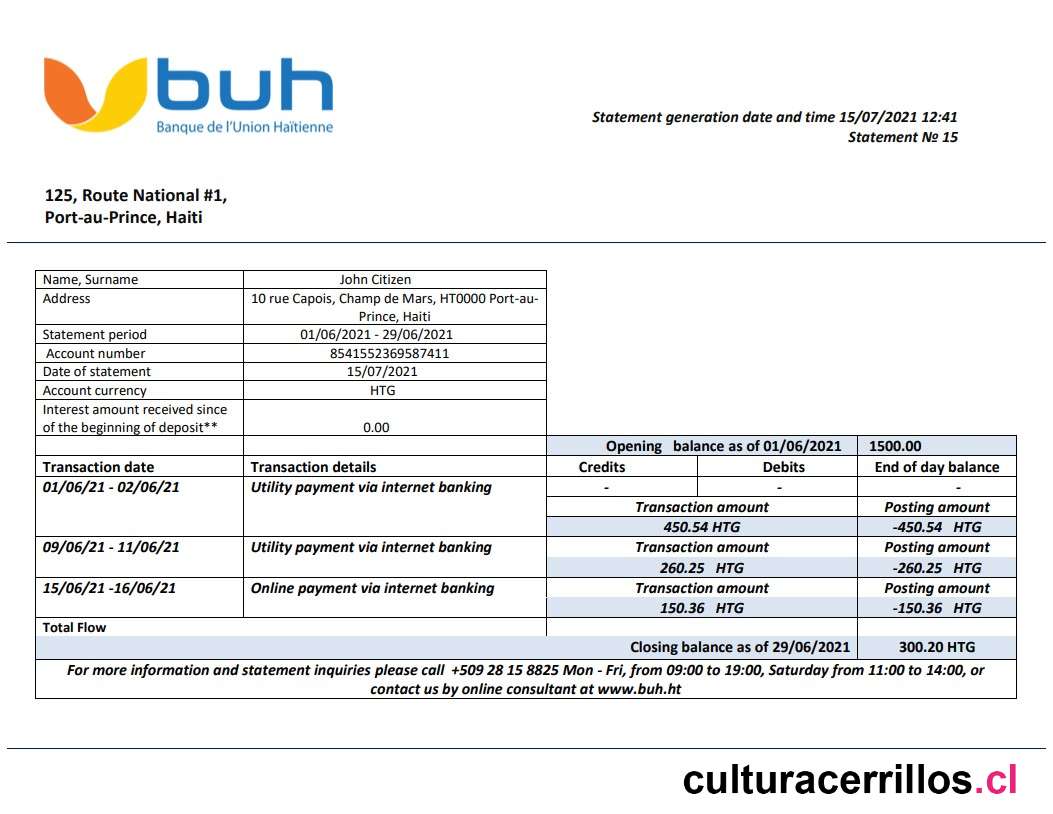 buh
Banque de l'Union Haïtienne
Statement generation date and time 15/07/2021 12:41
Statement № 15
125, Route National #1,
Port-au-Prince, Haiti
Name, Surname John Citizen
Address 10 rue Capois, Champ de Mars, HT0000 Port-au-
Prince, Haiti
Statement period 01/06/2021 - 29/06/2021
Account number 8541552369587411
Date of statement 15/07/2021
Account currency HTG
Interest amount received since
of the beginning of deposit** 0.00
Opening balance as of 01/06/2021 1500.00
Transaction date Transaction details Credits Debits End of day balance
01/06/21 - 02/06/21 Utility payment via internet banking - - -
Transaction amount Posting amount
450.54 HTG -450.54 HTG
09/06/21 - 11/06/21 Utility payment via internet banking Transaction amount Posting amount
260.25 HTG -260.25 HTG
15/06/21 -16/06/21 Online payment via internet banking Transaction amount Posting amount
150.36 HTG -150.36 HTG
Total Flow
Closing balance as of 29/06/2021 300.20 HTG
For more information and statement inquiries please call +509 28 15 8825 Mon - Fri, from 09:00 to 19:00, Saturday from 11:00 to 14:00, or
contact us by online consultant at www.buh.ht
culturacerrillos.cl